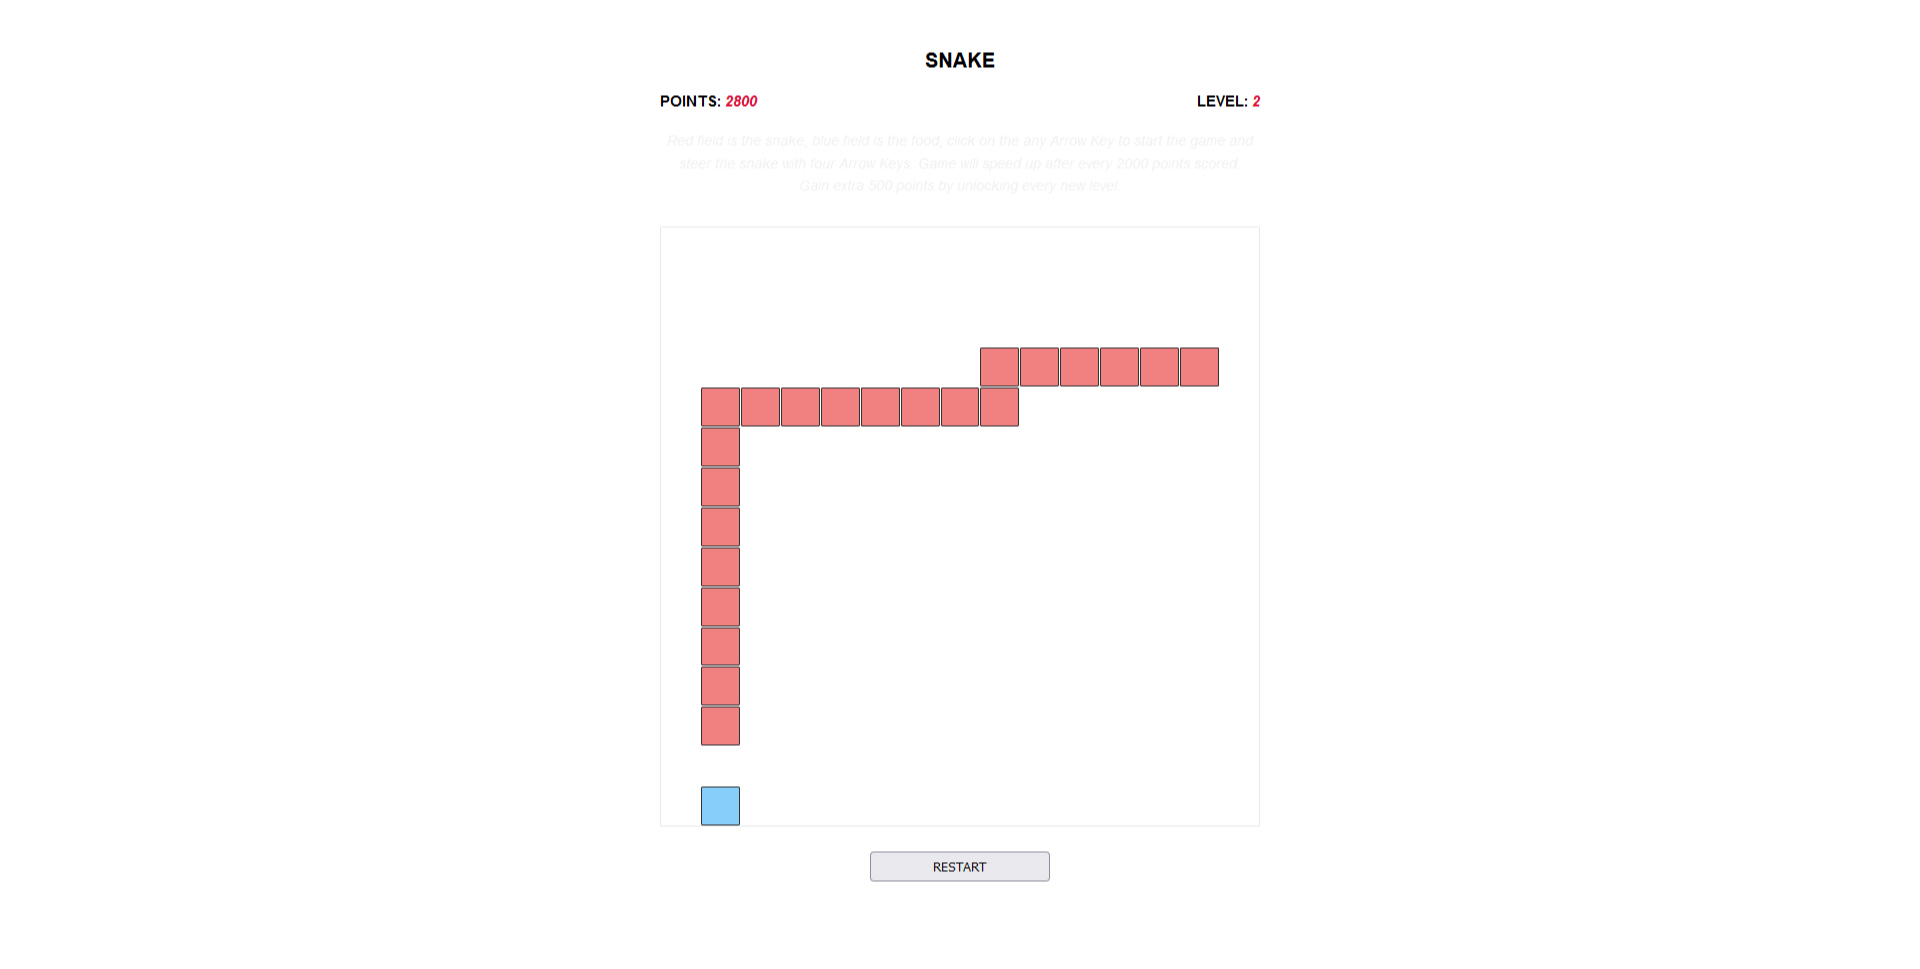 SNAKE
POINTS: 2800 LEVEL: 2
Red field is the snake, blue field is the food, click on the any Arrow Key to start the game and
steer the snake with four Arrow Keys. Game will speed up after every 2000 points scored.
Gain extra 500 points by unlocking every new level.
RESTART